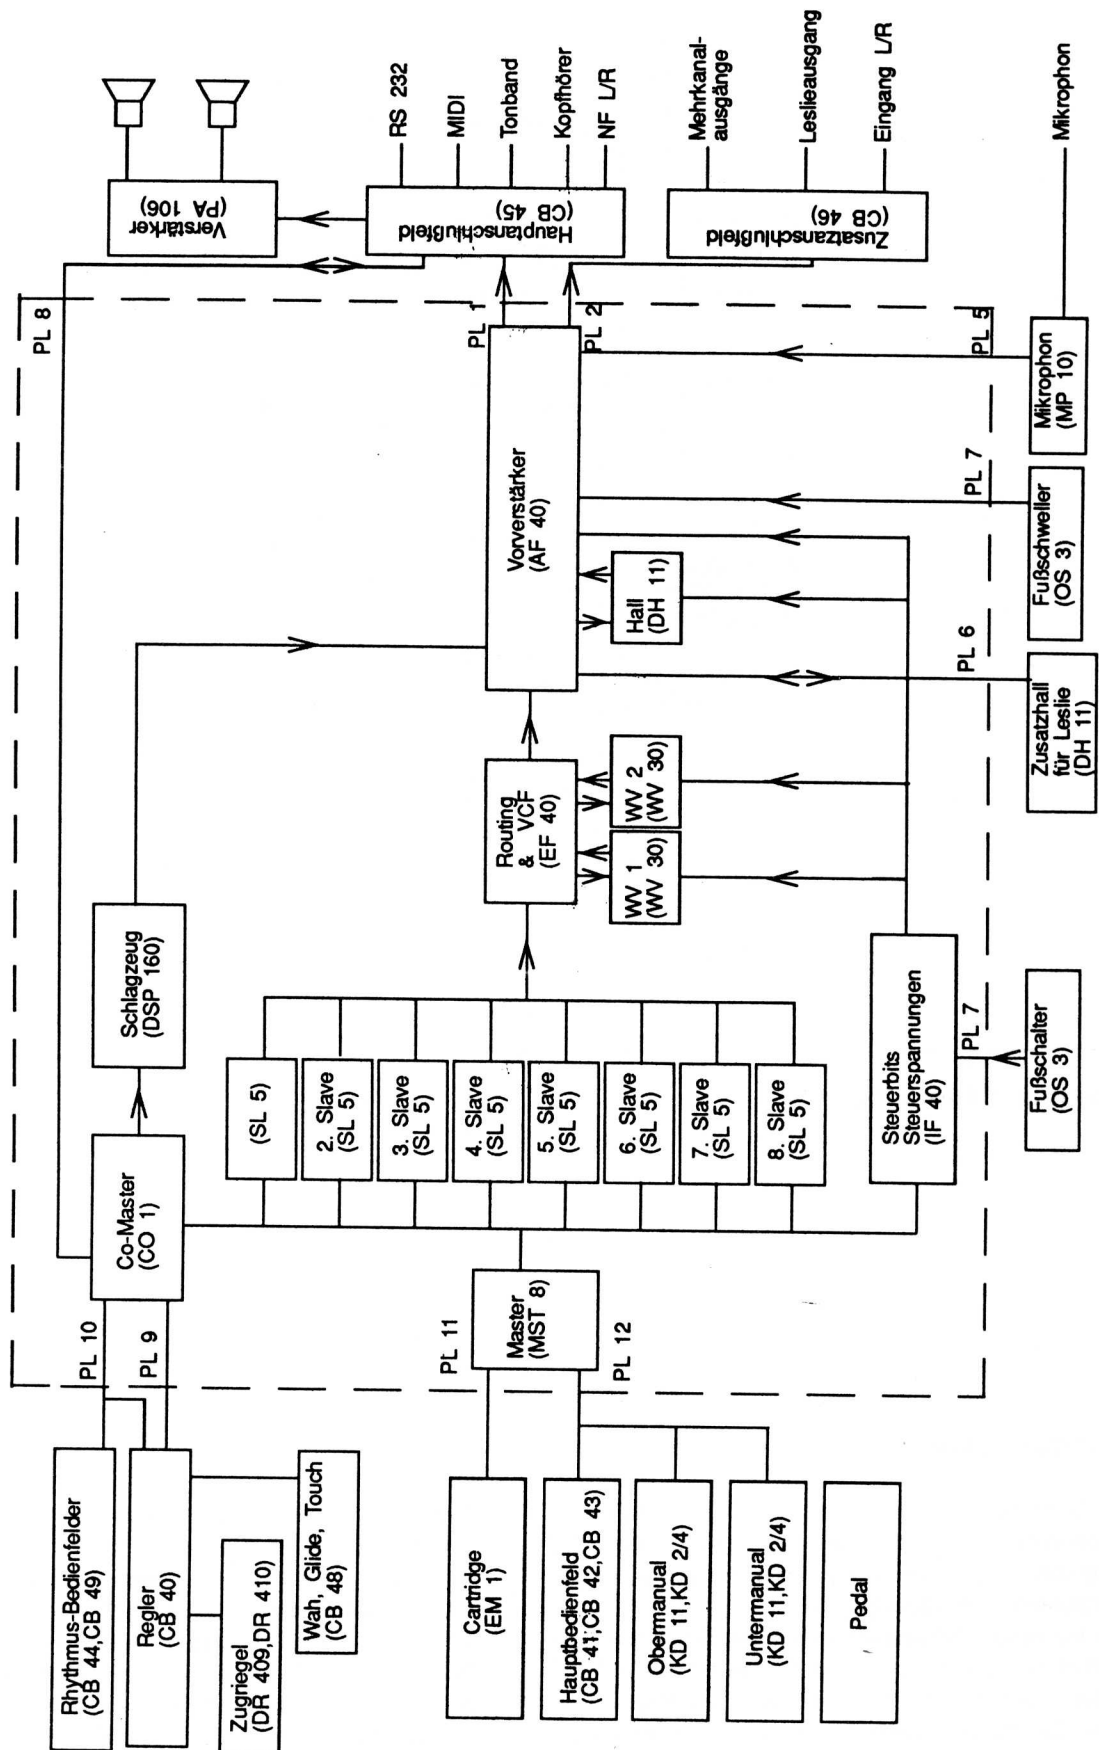 Rhythmus-Bedienfelder
(CB 44,CB 49)
Regler
(CB 40)
Zugriegel
(DR 409,DR 410)
Wah, Glide, Touch
(CB 48)
Cartridge
(EM 1)
Hauptbedienfeld
(CB 41,CB 42,CB 43)
Obermanual
(KD 11,KD 2/4)
Untermanual
(KD 11,KD 2/4)
Pedal
PL 10
PL 9
PL 11
PL 12
Co-Master
(CO 1)
Master
(MST 8)
Schlagzeug
(DSP 160)
(SL 5)
2. Slave
(SL 5)
3. Slave
(SL 5)
4. Slave
(SL 5)
5. Slave
(SL 5)
6. Slave
(SL 5)
7. Slave
(SL 5)
8. Slave
(SL 5)
Steuerbits
Steuerspannungen
(IF 40)
PL 7
Fußschalter
(OS 3)
Routing
& VCF
(EF 40)
WV 1
(WV 30)
WV 2
(WV 30)
Vorverstärker
(AF 40)
Hall
(DH 11)
PL 6
Zusatzhall
für Leslie
(DH 11)
PL 7
Fußschweller
(OS 3)
PL 5
Mikrophon
(MP 10)
Mikrophon
PL 8
PL 1
PL 2
Verstärker
(PA 106)
Hauptanschlußfeld
(CB 45)
Zusatzanschlußfeld
(CB 46)
RS 232
MIDI
Tonband
Kopfhörer
NF L/R
Mehrkanal-
ausgänge
Leslieausgang
Eingang L/R